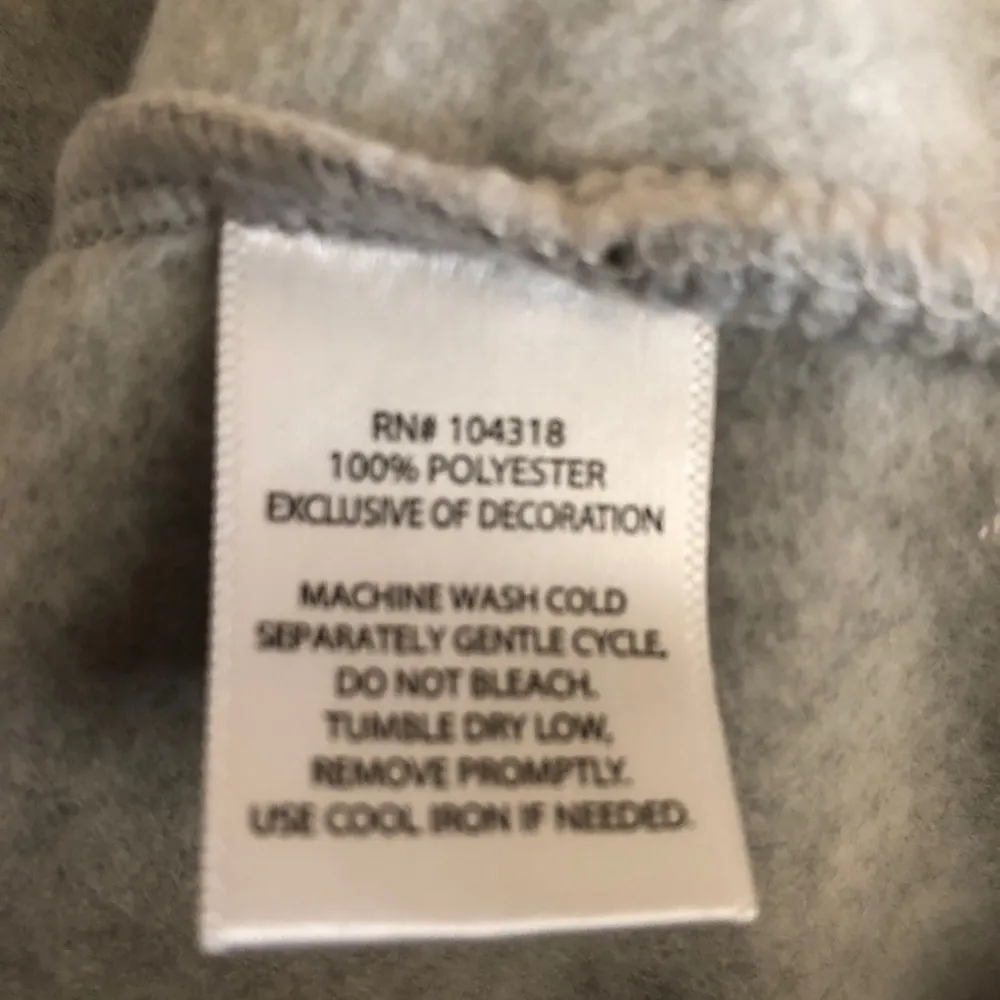 RN# 104318
100% POLYESTER
EXCLUSIVE OF DECORATION
MACHINE WASH COLD
SEPARATELY GENTLE CYCLE.
DO NOT BLEACH.
TUMBLE DRY LOW,
REMOVE PROMPTLY.
USE COOL IRON IF NEEDED.